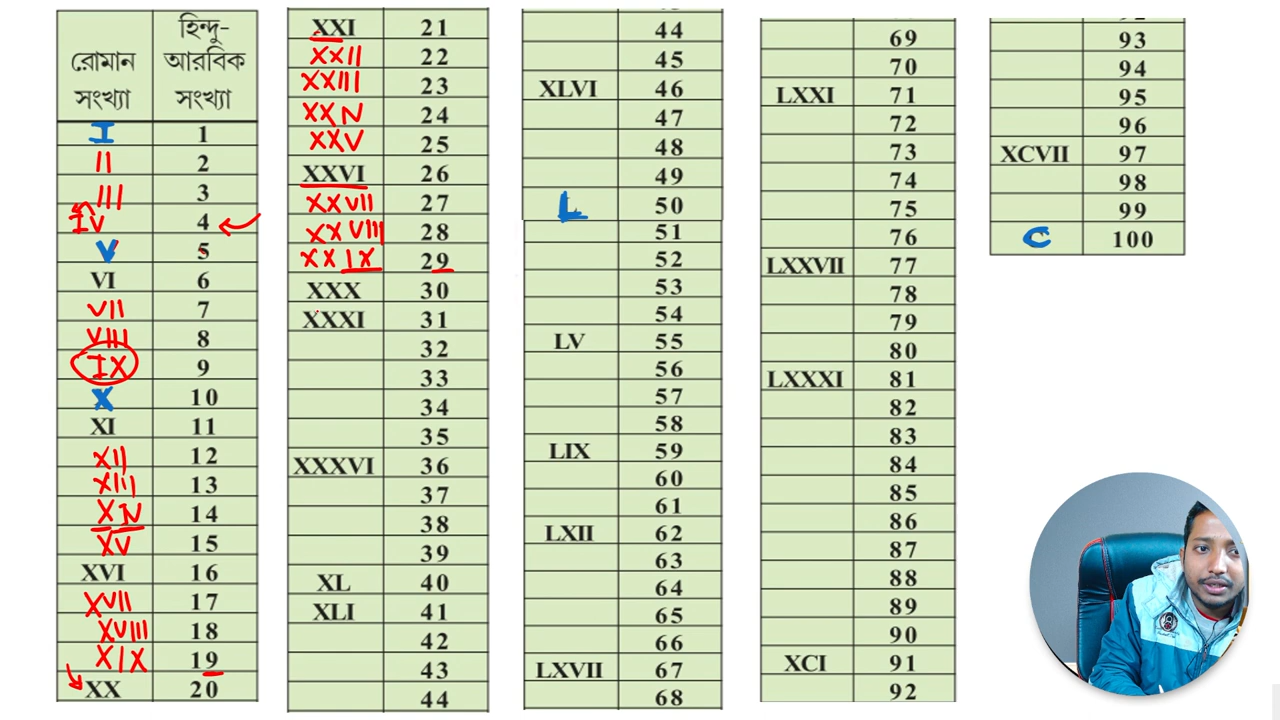 রোমান সংখ্যা হিন্দু-আরবিক সংখ্যা
I 1
II 2
III 3
IV 4
V 5
VI 6
VII 7
VIII 8
IX 9
X 10
XI 11
XII 12
XIII 13
XIV 14
XV 15
XVI 16
XVII 17
XVIII 18
XIX 19
XX 20
XXI 21
XXII 22
XXIII 23
XXIV 24
XXV 25
XXVI 26
XXVII 27
XXVIII 28
XXIX 29
XXX 30
XXXI 31
32
33
34
35
XXXVI 36
37
38
39
XL 40
XLI 41
42
43
44
44
45
XLVI 46
47
48
49
L 50
51
52
53
54
LV 55
56
57
58
LIX 59
60
61
LXII 62
63
64
65
66
LXVII 67
68
69
70
LXXI 71
72
73
74
75
76
LXXVII 77
78
79
80
LXXXI 81
82
83
84
85
86
87
88
89
90
XCI 91
92
93
94
95
96
XCVII 97
98
99
C 100